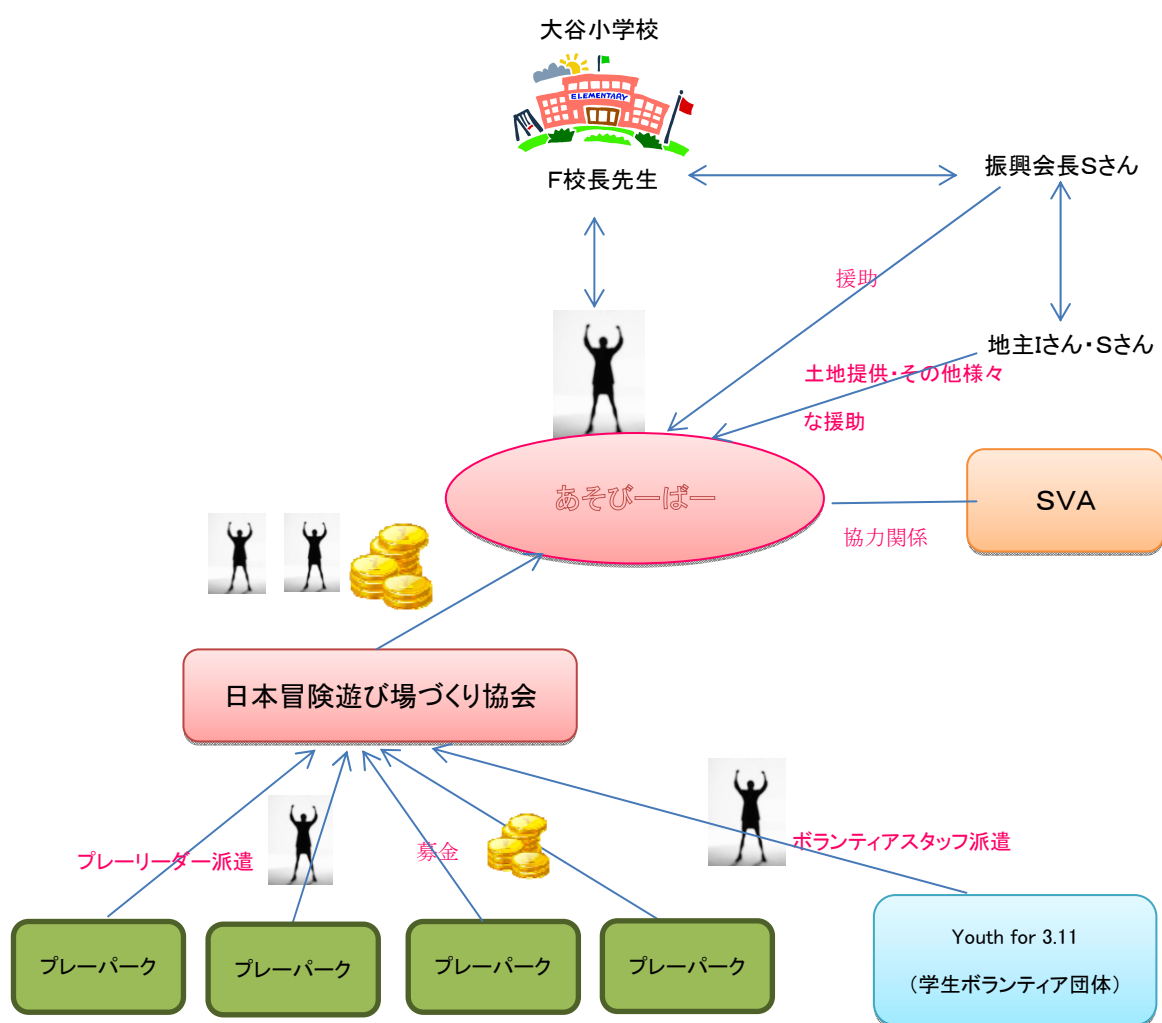 大谷小学校
ELEMENTARY
F校長先生
振興会長Sさん
援助
地主Iさん・Sさん
土地提供・その他様々
な援助
あそびーばー
SVA
協力関係
日本冒険遊び場づくり協会
プレーリーダー派遣
募金
ボランティアスタッフ派遣
プレーパーク
プレーパーク
プレーパーク
プレーパーク
Youth for 3.11
（学生ボランティア団体）